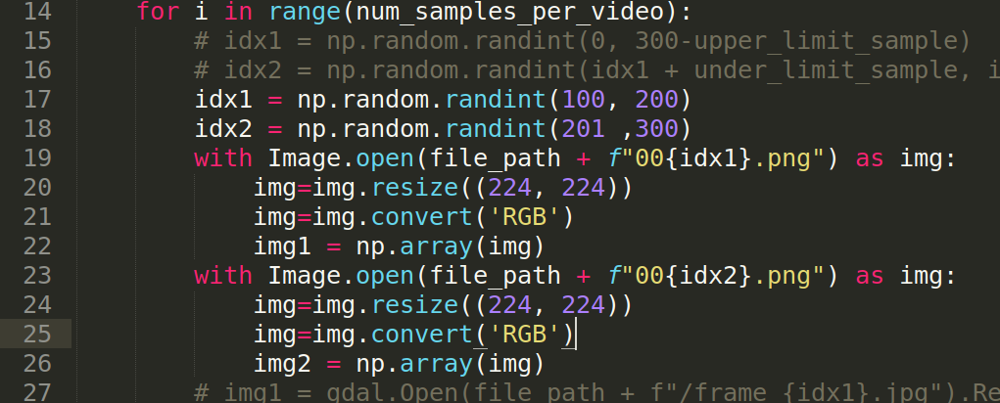 14 for i in range(num_samples_per_video):
15 # idx1 = np.random.randint(0, 300-upper_limit_sample)
16 # idx2 = np.random.randint(idx1 + under_limit_sample, i
17 idx1 = np.random.randint(100, 200)
18 idx2 = np.random.randint(201 ,300)
19 with Image.open(file_path + f"00{idx1}.png") as img:
20 img=img.resize((224, 224))
21 img=img.convert('RGB')
22 img1 = np.array(img)
23 with Image.open(file_path + f"00{idx2}.png") as img:
24 img=img.resize((224, 224))
25 img=img.convert('RGB')
26 img2 = np.array(img)
27 # img1 = gdal.Open(file_path + f"/frame_{idx1}.jpg").Re